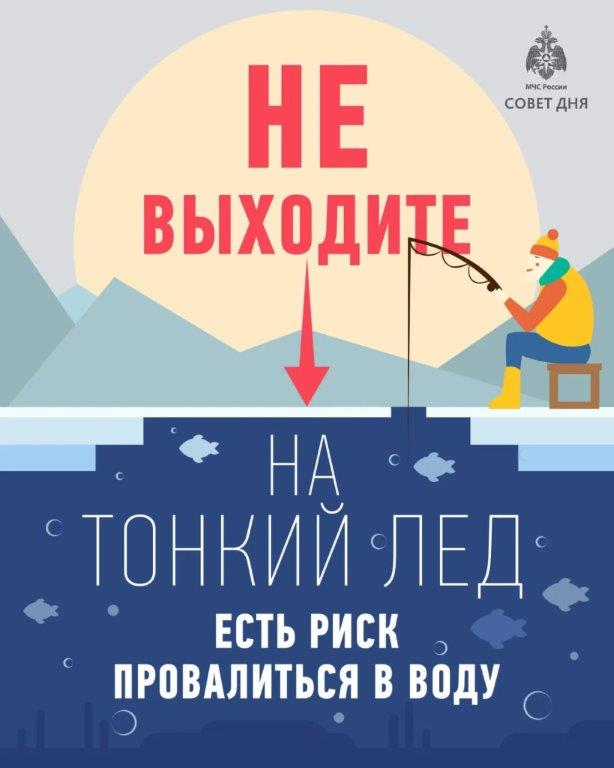 МЧС России
СОВЕТ ДНЯ
НЕ
ВЫХОДИТЕ
НА
ТОНКИЙ ЛЕД
ЕСТЬ РИСК
ПРОВАЛИТЬСЯ В ВОДУ